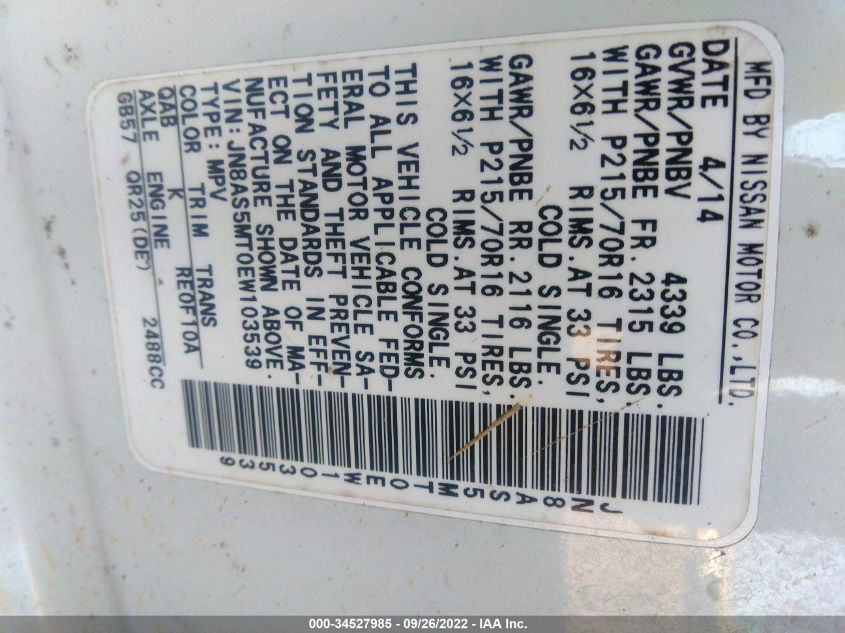 MFD BY NISSAN MOTOR CO.,LTD.
DATE 4/14
GVWR/PNBV 4339 LBS.
GAWR/PNBE FR. 2315 LBS.
WITH P215/70R16 TIRES,
16X6½ RIMS.AT 33 PSI
COLD SINGLE.
GAWR/PNBE RR. 2116 LBS.
WITH P215/70R16 TIRES,
16X6½ RIMS.AT 33 PSI
COLD SINGLE.
THIS VEHICLE CONFORMS
TO ALL APPLICABLE FED-
ERAL MOTOR VEHICLE SA-
FETY AND THEFT PREVEN-
TION STANDARDS IN EFF-
ECT ON THE DATE OF MA-
NUFACTURE SHOWN ABOVE.
VIN:JN8AS5MT0EW103539
TYPE:MPV
COLOR TRIM TRANS
QAB K RE0F10A
AXLE ENGINE
GB57 QR25(DE) 2488CC
JN8AS5MT0EW103539
000-34527985 - 09/26/2022 - IAA Inc.